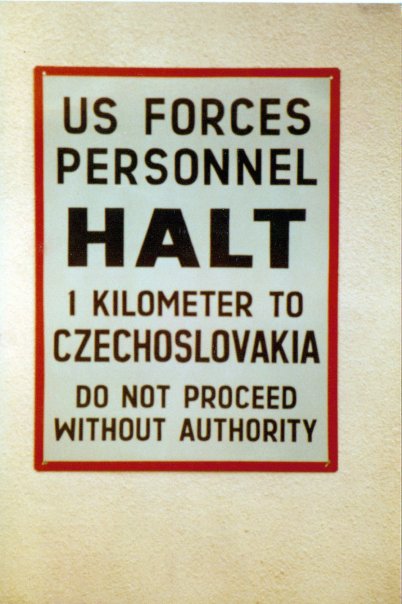 US FORCES
PERSONNEL
HALT
1 KILOMETER TO
CZECHOSLOVAKIA
DO NOT PROCEED
WITHOUT AUTHORITY